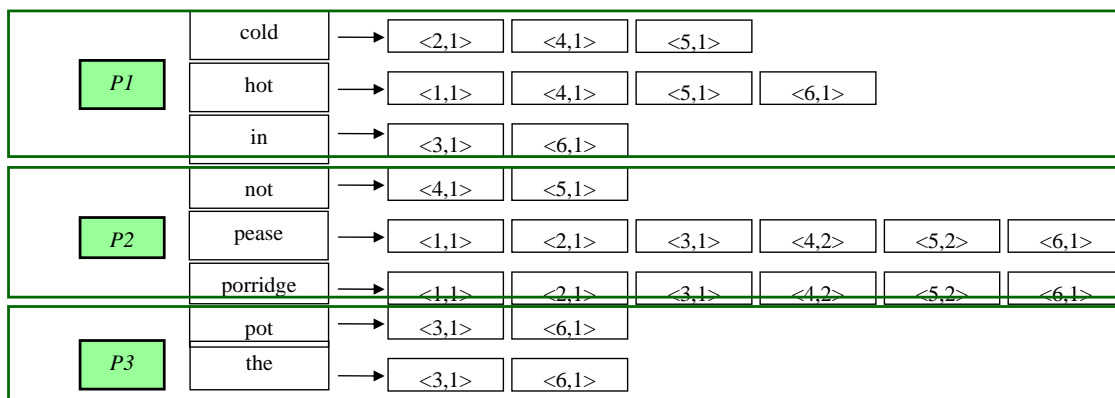 cold <2,1> <4,1> <5,1>
P1 hot <1,1> <4,1> <5,1> <6,1>
in <3,1> <6,1>
not <4,1> <5,1>
P2 pease <1,1> <2,1> <3,1> <4,2> <5,2> <6,1>
porridge <1,1> <2,1> <3,1> <4,2> <5,2> <6,1>
pot <3,1> <6,1>
P3 the <3,1> <6,1>